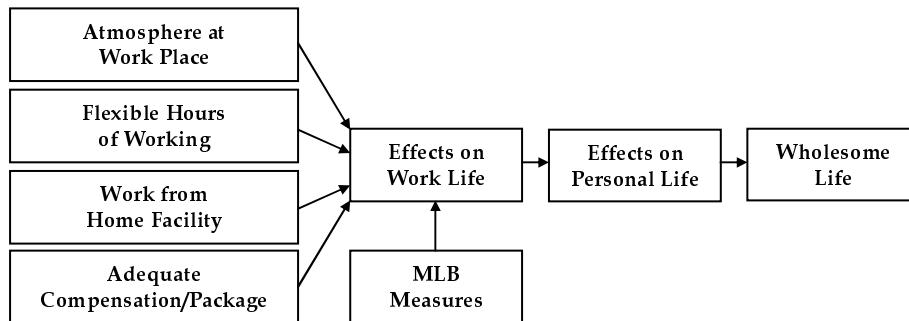 Atmosphere at
Work Place
Flexible Hours
of Working
Work from
Home Facility
Adequate
Compensation/Package
Effects on
Work Life
MLB
Measures
Effects on
Personal Life
Wholesome
Life